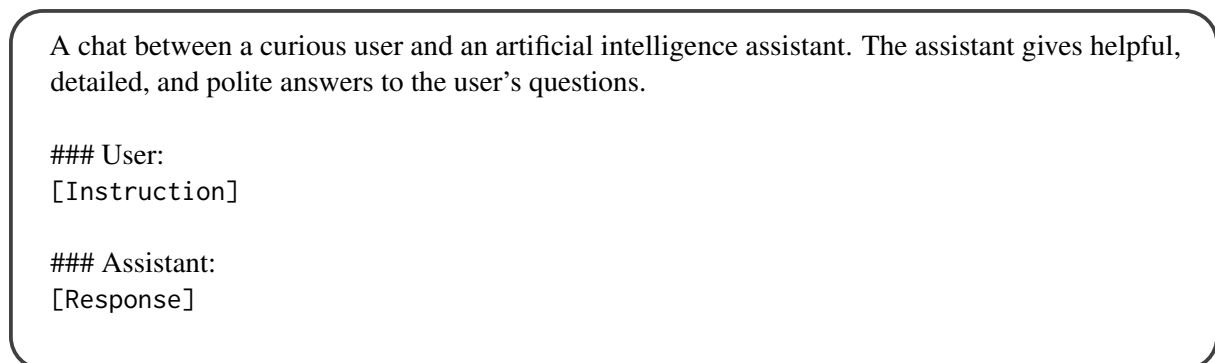 A chat between a curious user and an artificial intelligence assistant. The assistant gives helpful,
detailed, and polite answers to the user’s questions.
### User:
[Instruction]
### Assistant:
[Response]